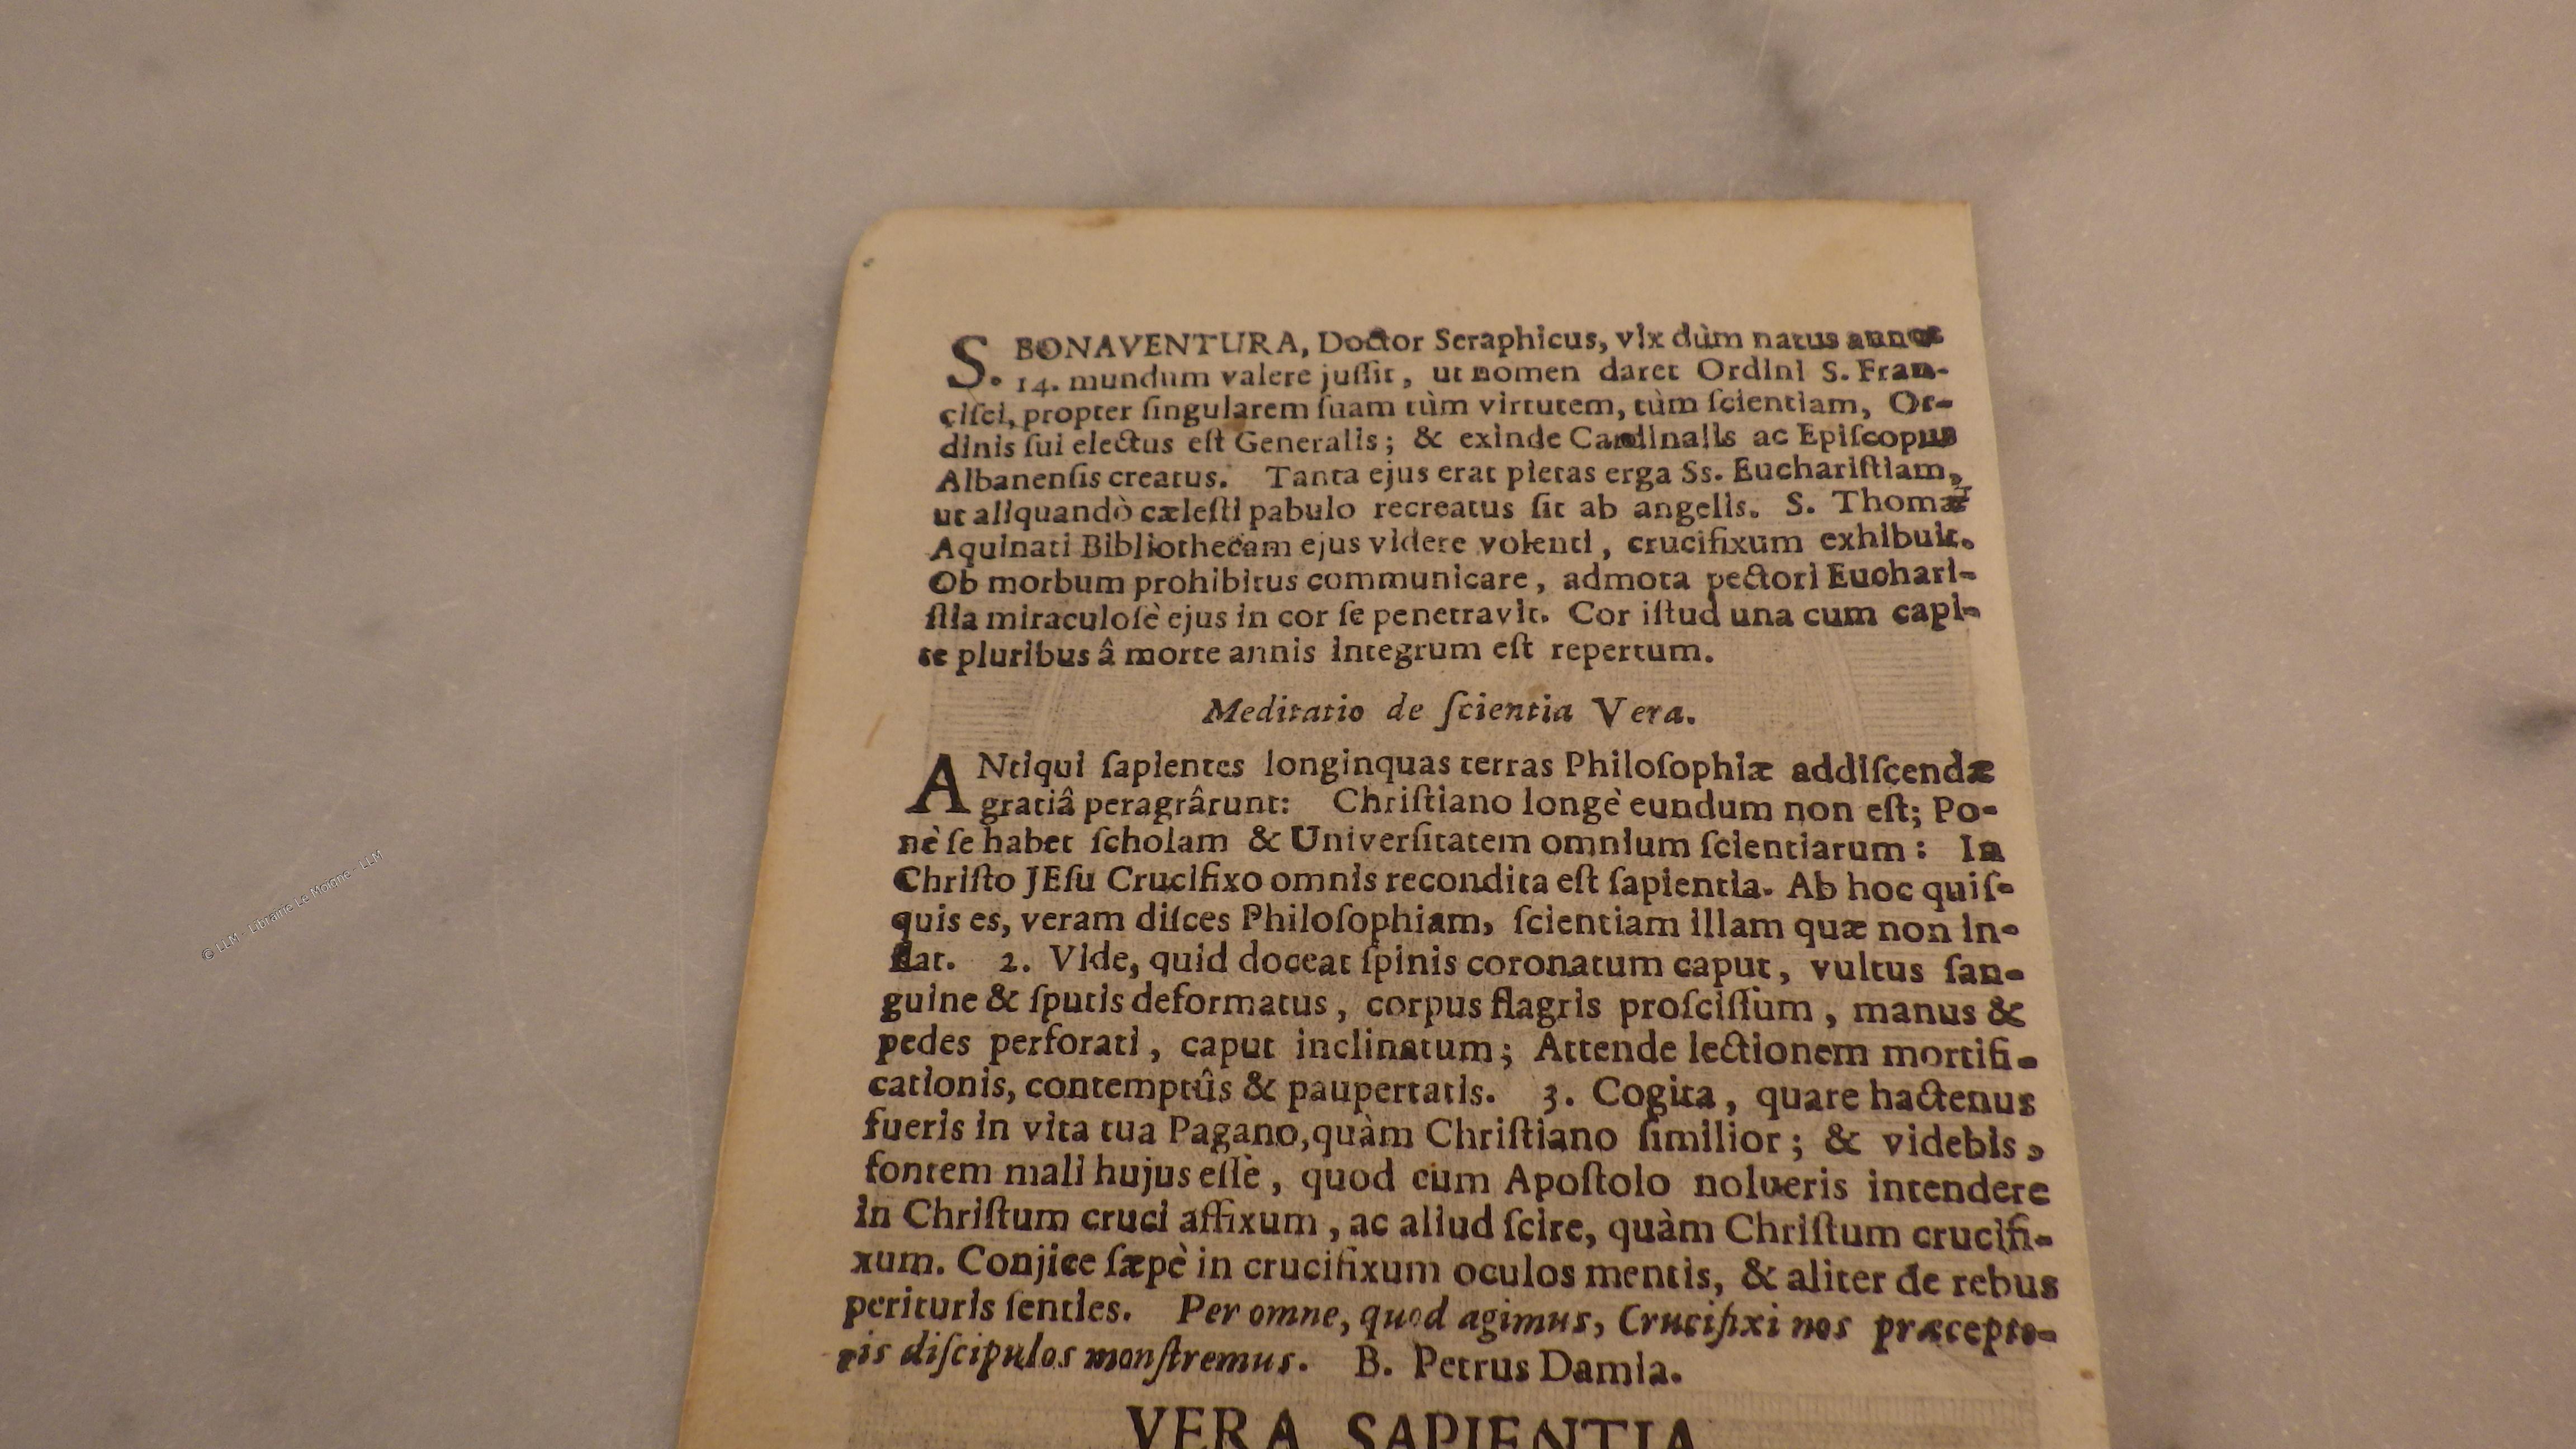 S. BONAVENTURA, Doctor Seraphicus, vix dùm natus annos
14. mundum valere juſſit, ut nomen daret Ordini S. Fran-
ciſci, propter ſingularem ſuam tùm virtutem, tùm ſcientiam, Or-
dinis ſui electus eſt Generalis; & exinde Cardinalis ac Epiſcopus
Albanenſis creatus. Tanta ejus erat pietas erga Ss. Euchariſtiam,
ut aliquandò cæleſti pabulo recreatus ſit ab angelis. S. Thomæ
Aquinati Bibliothecam ejus videre volenti, crucifixum exhibuit.
Ob morbum prohibitus communicare, admota pectori Euchari-
ſtia miraculoſè ejus in cor ſe penetravit. Cor iſtud una cum capi-
te pluribus â morte annis integrum eſt repertum.
Meditatio de ſcientia Vera.
ANtiqui ſapientes longinquas terras Philoſophiæ addiſcendæ
gratiâ peragrârunt: Chriſtiano longè eundum non eſt; Po-
nè ſe habet ſcholam & Univerſitatem omnium ſcientiarum: In
Chriſto JEſu Crucifixo omnis recondita eſt ſapientia. Ab hoc quiſ-
quis es, veram diſces Philoſophiam, ſcientiam illam quæ non in-
flat. 2. Vide, quid doceat ſpinis coronatum caput, vultus ſan-
guine & ſputis deformatus, corpus flagris proſciſſum, manus &
pedes perforati, caput inclinatum; Attende lectionem mortifi-
cationis, contemptûs & paupertatis. 3. Cogita, quare hactenus
fueris in vita tua Pagano, quàm Chriſtiano ſimilior; & videbis,
fontem mali hujus eſſè, quod cum Apoſtolo nolueris intendere
in Chriſtum cruci affixum, ac aliud ſcire, quàm Chriſtum crucifi-
xum. Conjice ſæpè in crucifixum oculos mentis, & aliter de rebus
perituris ſenties. Per omne, quod agimus, Crucifixi nos præcepto-
ris diſcipulos monſtremus. B. Petrus Damia.
VERA SAPIENTIA
© LLM - Librairie Le Moigne - LLM